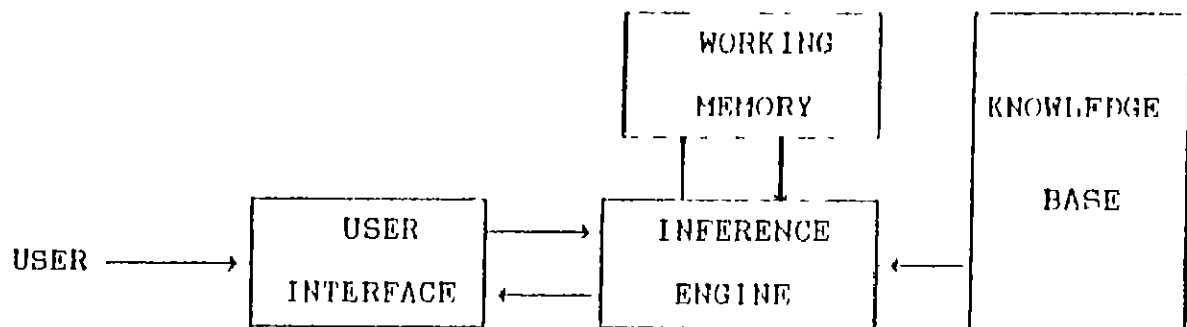 WORKING
MEMORY
KNOWLEDGE
BASE
USER
USER
INTERFACE
INFERENCE
ENGINE